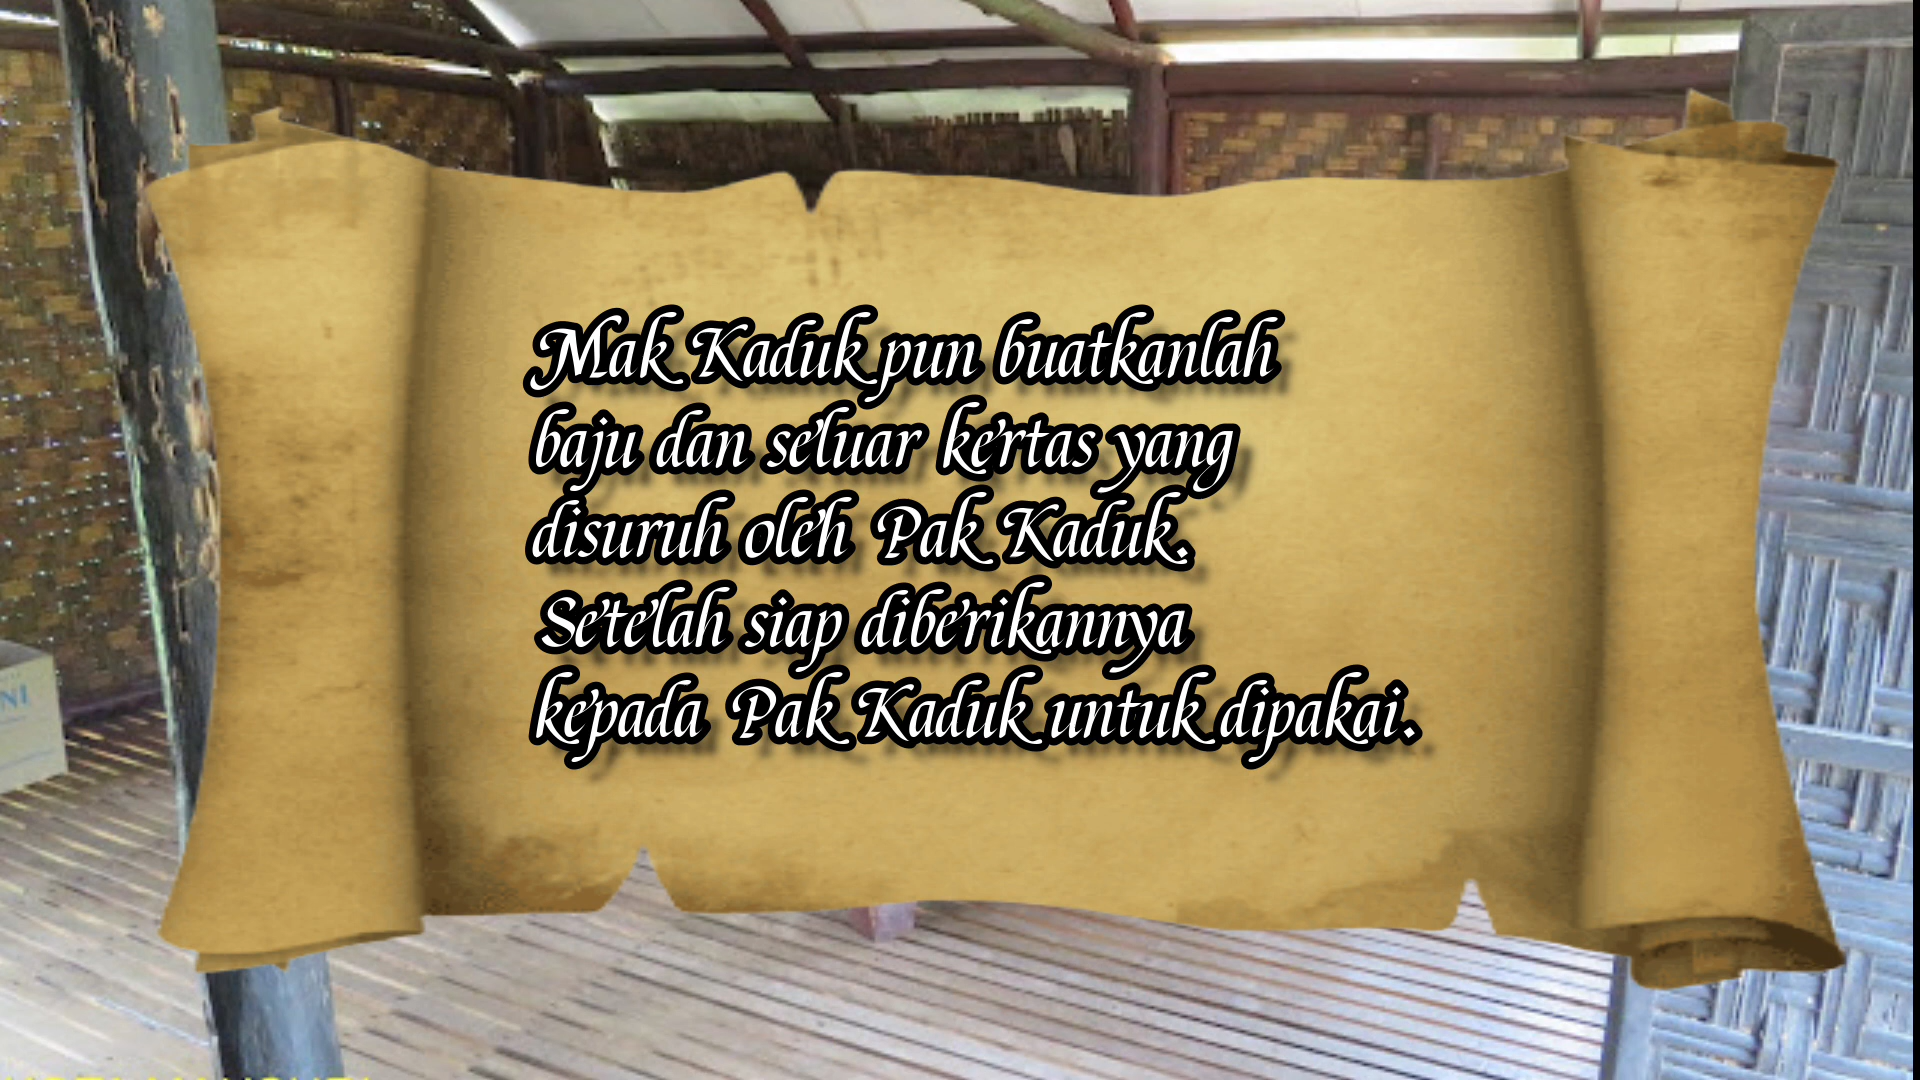 Mak Kaduk pun buatkanlah
baju dan seluar kertas yang
disuruh oleh Pak Kaduk.
Setelah siap diberikannya
kepada Pak Kaduk untuk dipakai.
NI